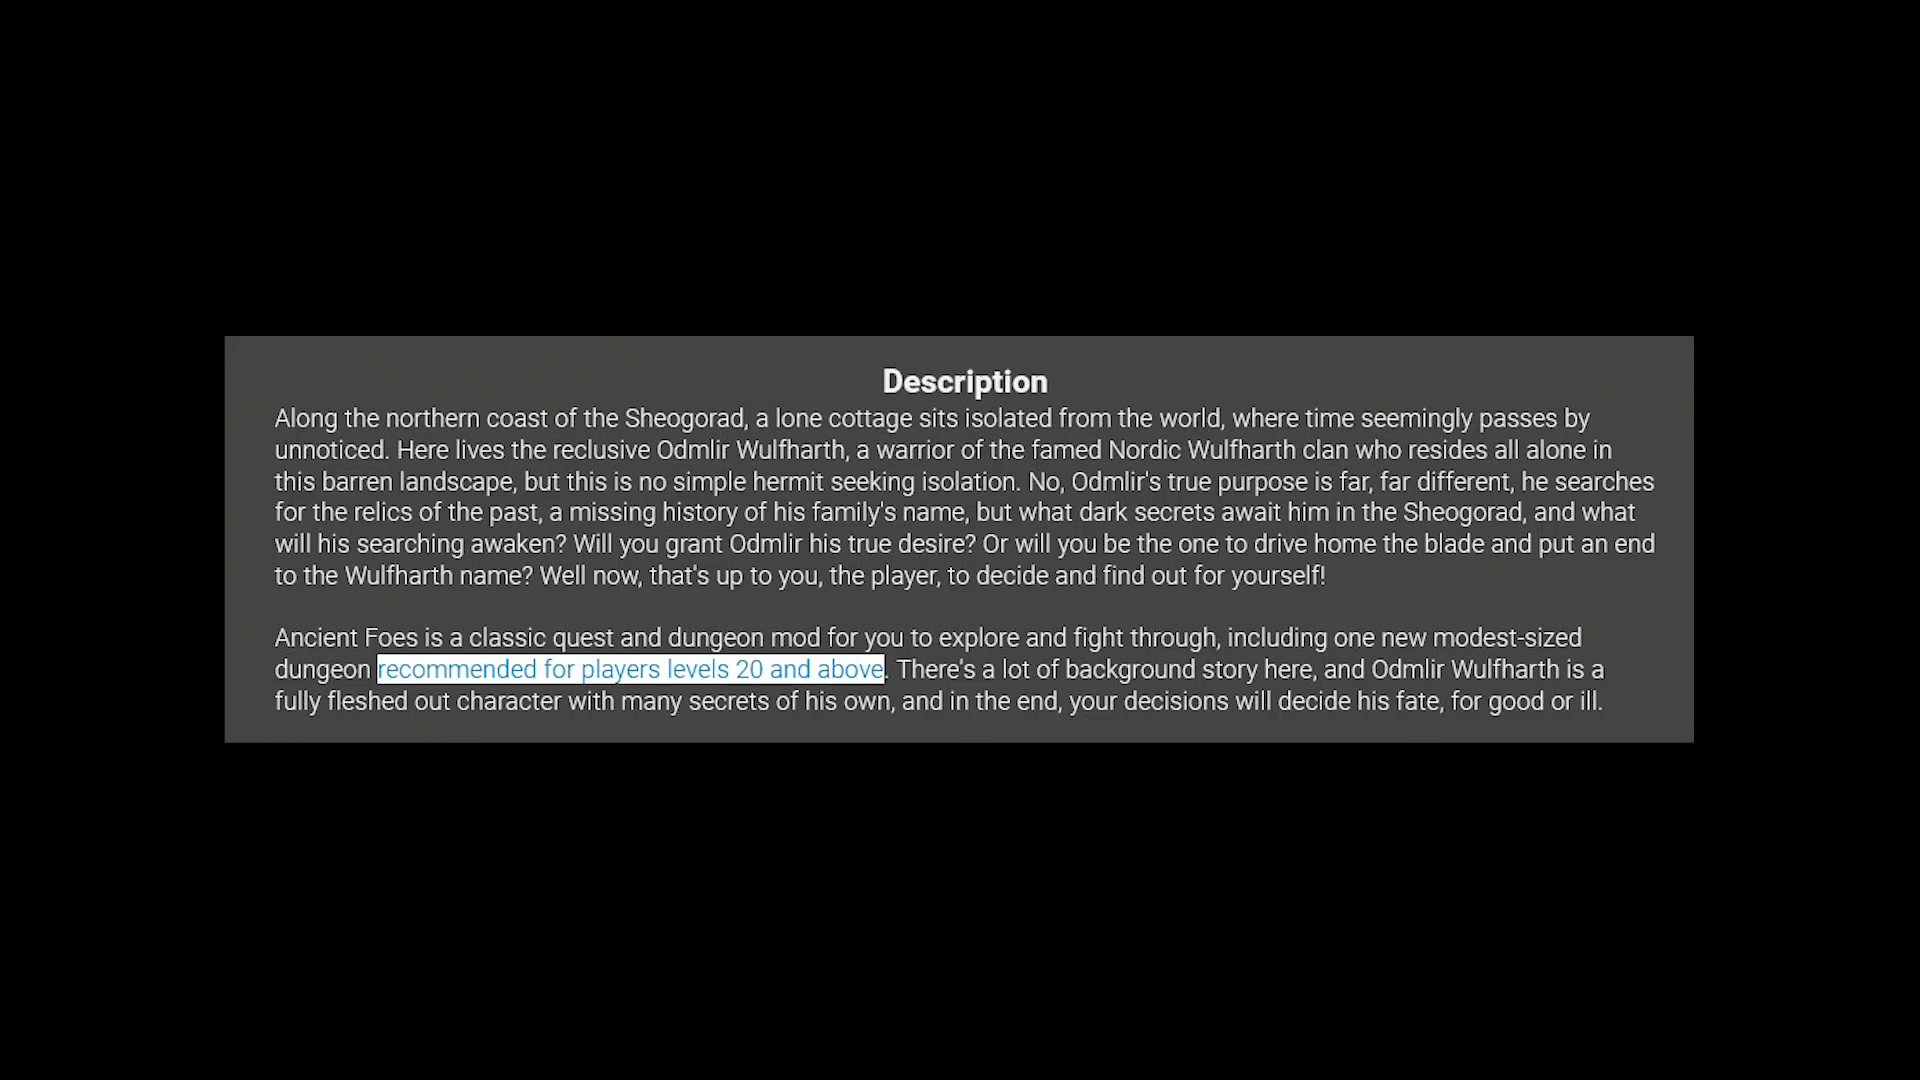 Description
Along the northern coast of the Sheogorad, a lone cottage sits isolated from the world, where time seemingly passes by
unnoticed. Here lives the reclusive Odmlir Wulfharth, a warrior of the famed Nordic Wulfharth clan who resides all alone in
this barren landscape, but this is no simple hermit seeking isolation. No, Odmlir's true purpose is far, far different, he searches
for the relics of the past, a missing history of his family's name, but what dark secrets await him in the Sheogorad, and what
will his searching awaken? Will you grant Odmlir his true desire? Or will you be the one to drive home the blade and put an end
to the Wulfharth name? Well now, that's up to you, the player, to decide and find out for yourself!
Ancient Foes is a classic quest and dungeon mod for you to explore and fight through, including one new modest-sized
dungeon recommended for players levels 20 and above. There's a lot of background story here, and Odmlir Wulfharth is a
fully fleshed out character with many secrets of his own, and in the end, your decisions will decide his fate, for good or ill.